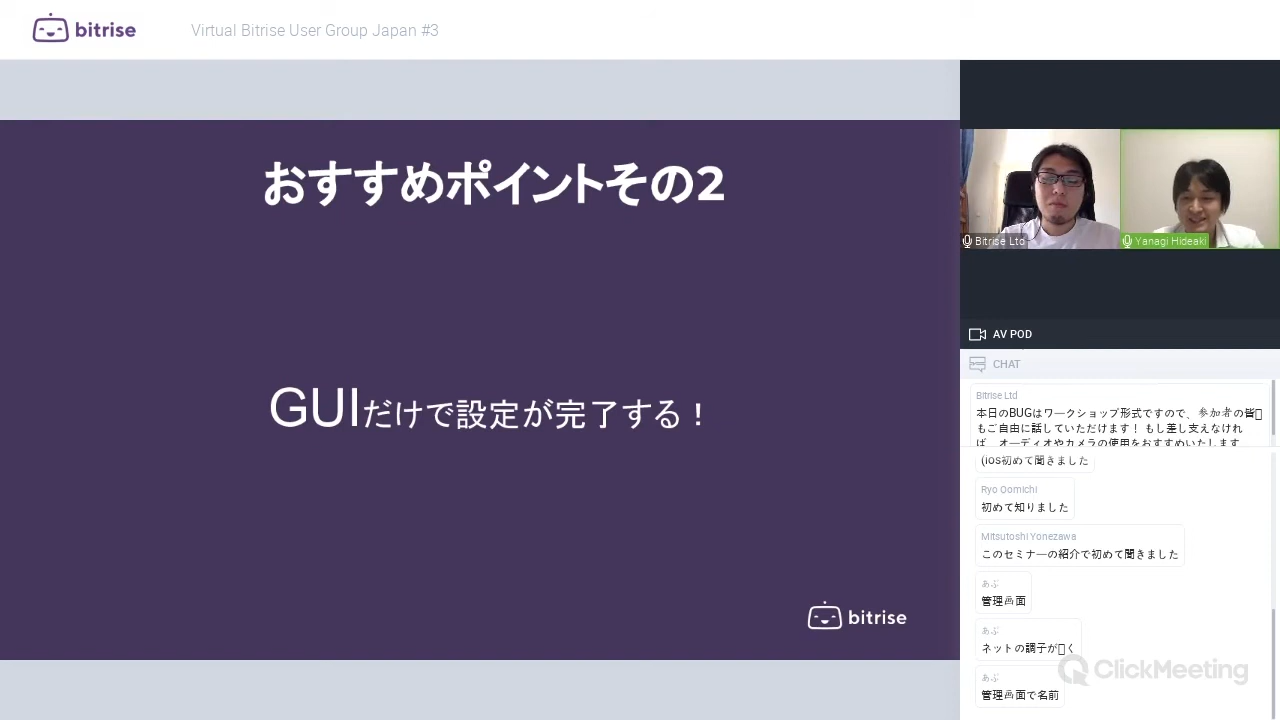 bitrise
Virtual Bitrise User Group Japan #3
おすすめポイントその2
GUIだけで設定が完了する！
bitrise
Bitrise Ltd
Yanagi Hideaki
AV POD
CHAT
Bitrise Ltd
本日のBUGはワークショップ形式ですので、参加者の皆
もご自由に話していただけます！ もし差し支えなけれ
ば、オーディオやカメラの使用をおすすめいたします
(ios初めて聞きました
Ryo Oomichi
初めて知りました
Mitsutoshi Yonezawa
このセミナーの紹介で初めて聞きました
あぶ
管理画面
あぶ
ネットの調子が く
あぶ
管理画面で名前
ClickMeeting